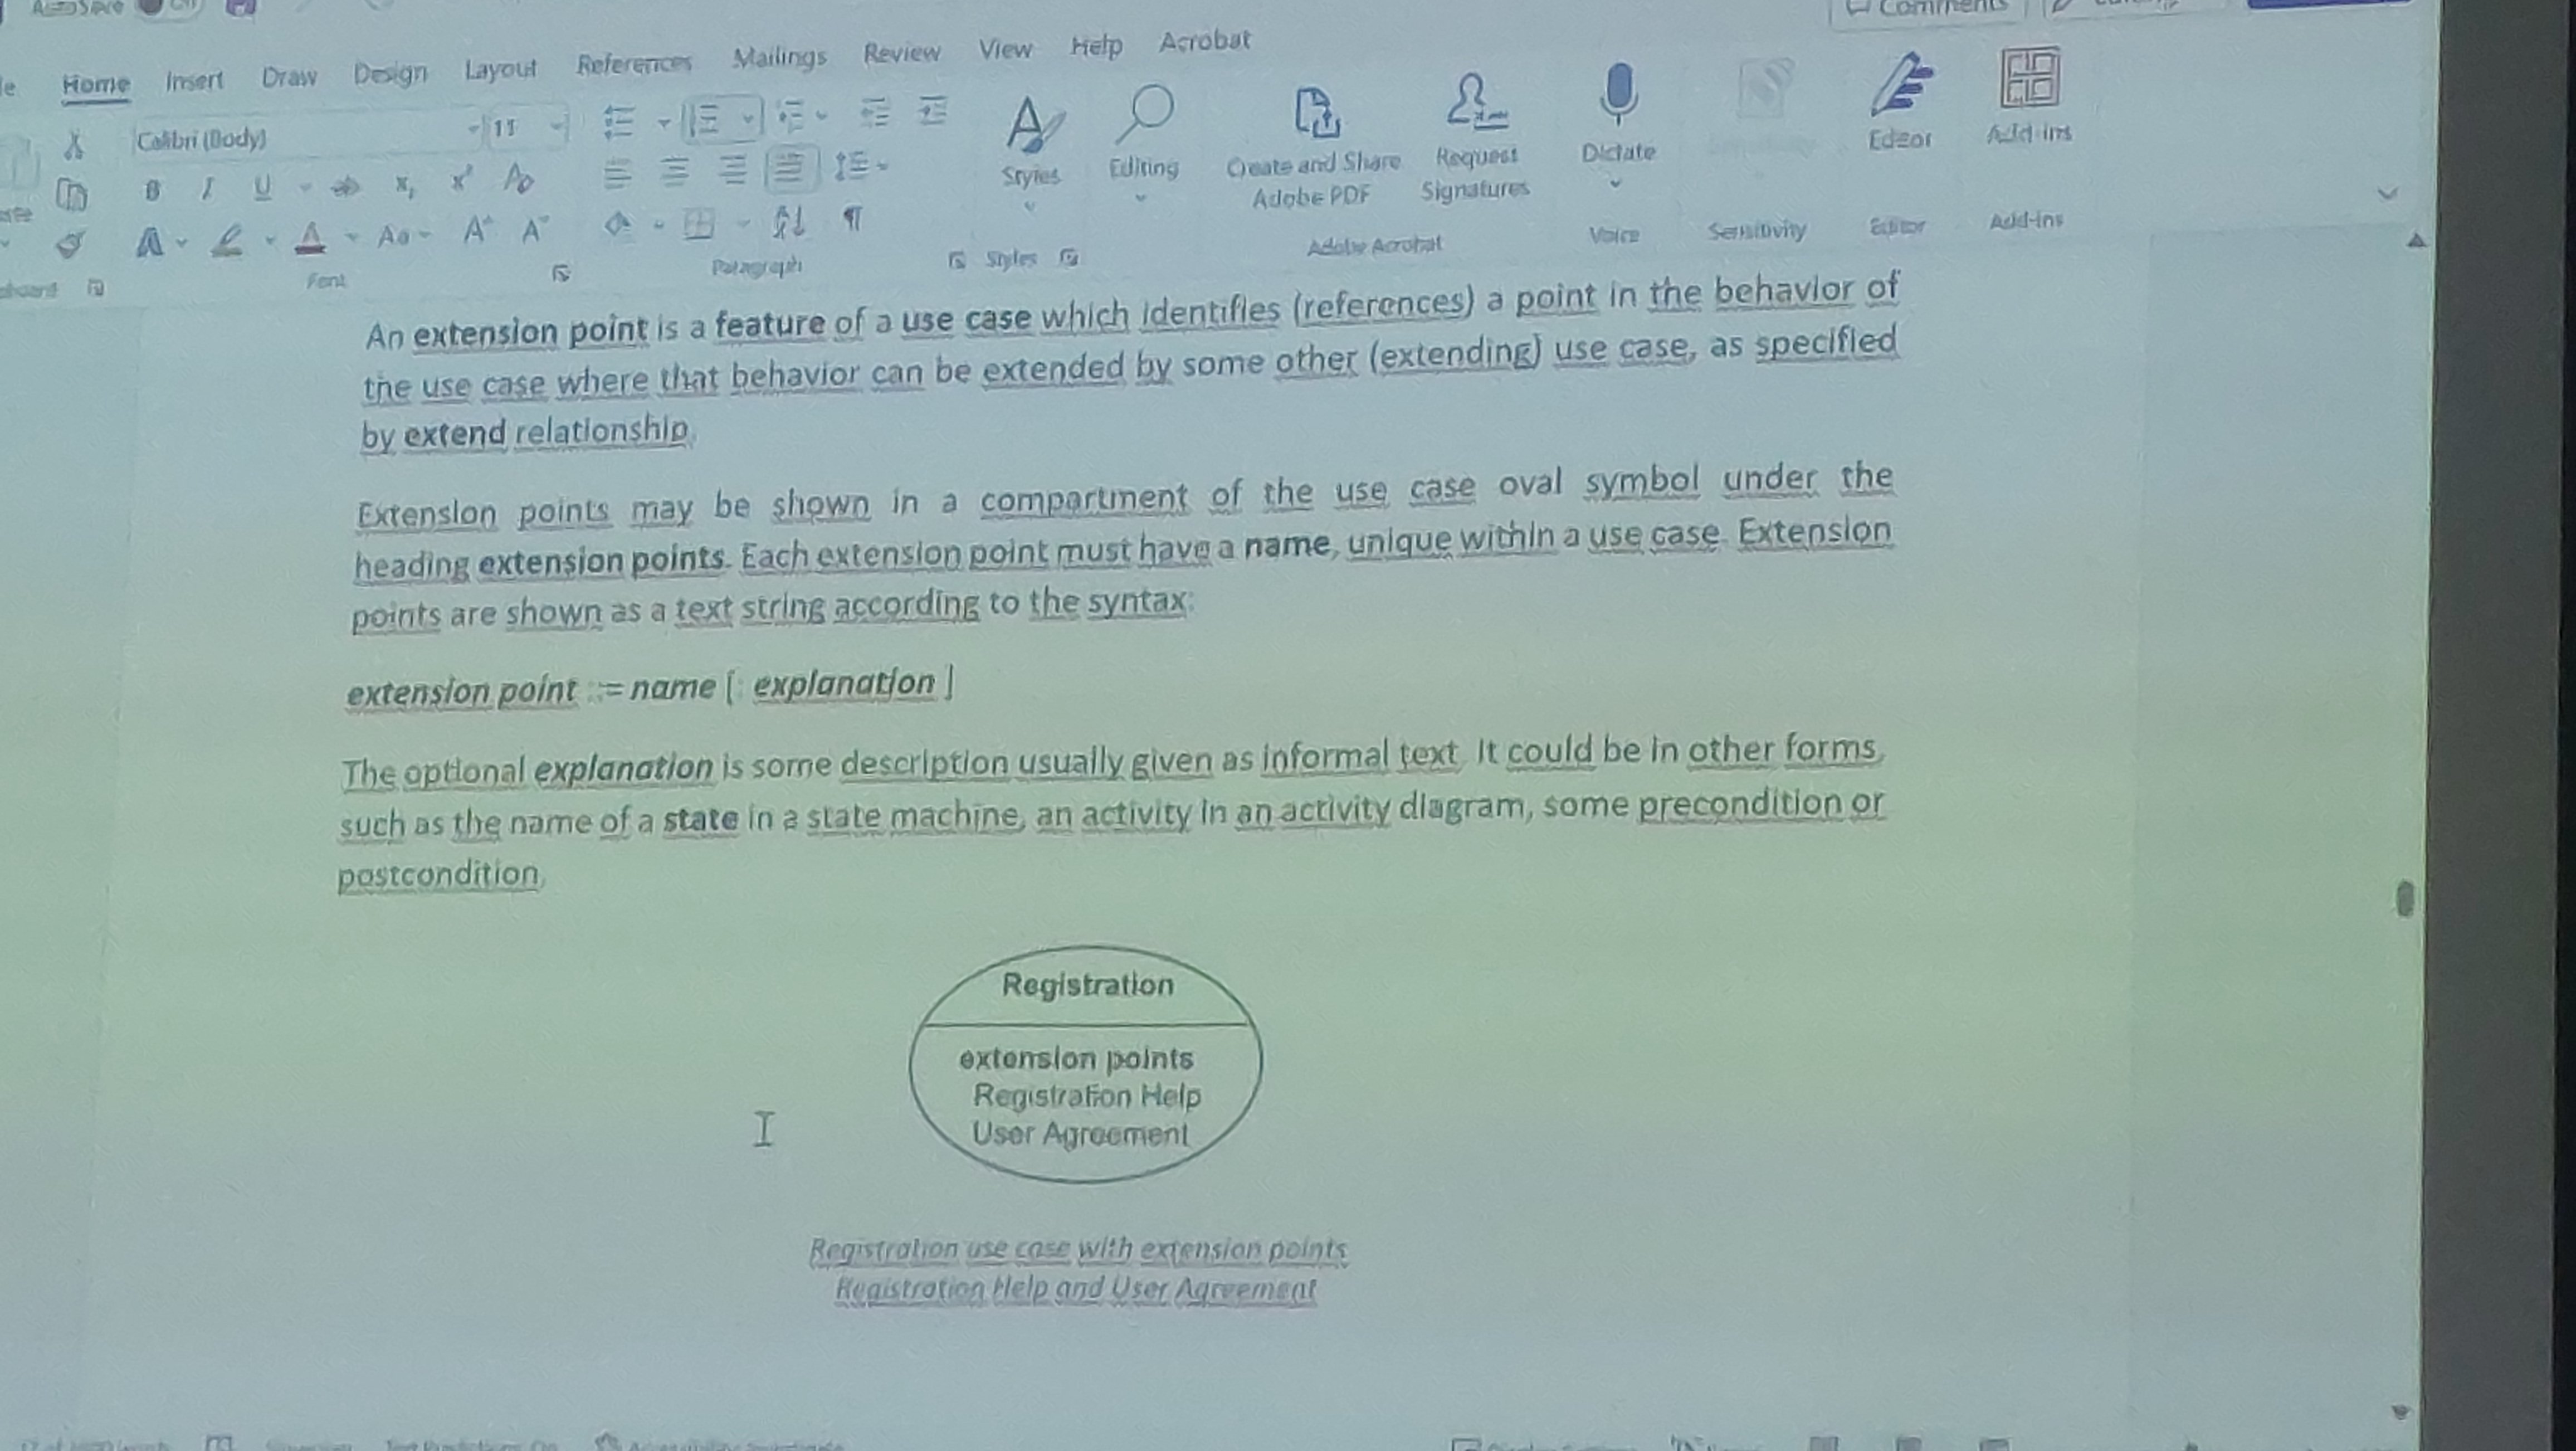 AutoSave
Comments
Home Insert Draw Design Layout References Mailings Review View Help Acrobat
Calibri (Body) 11
Styles Editing Create and Share Adobe PDF Request Signatures Dictate Editor Add-ins
Font Paragraph Styles Adobe Acrobat Voice Sensitivity Editor Add-ins
An extension point is a feature of a use case which identifies (references) a point in the behavior of
the use case where that behavior can be extended by some other (extending) use case, as specified
by extend relationship.
Extension points may be shown in a compartment of the use case oval symbol under the
heading extension points. Each extension point must have a name, unique within a use case. Extension
points are shown as a text string according to the syntax:
extension point ::= name [: explanation ]
The optional explanation is some description usually given as informal text. It could be in other forms,
such as the name of a state in a state machine, an activity in an activity diagram, some precondition or
postcondition.
Registration
extension points
Registration Help
User Agreement
Registration use case with extension points
Registration Help and User Agreement